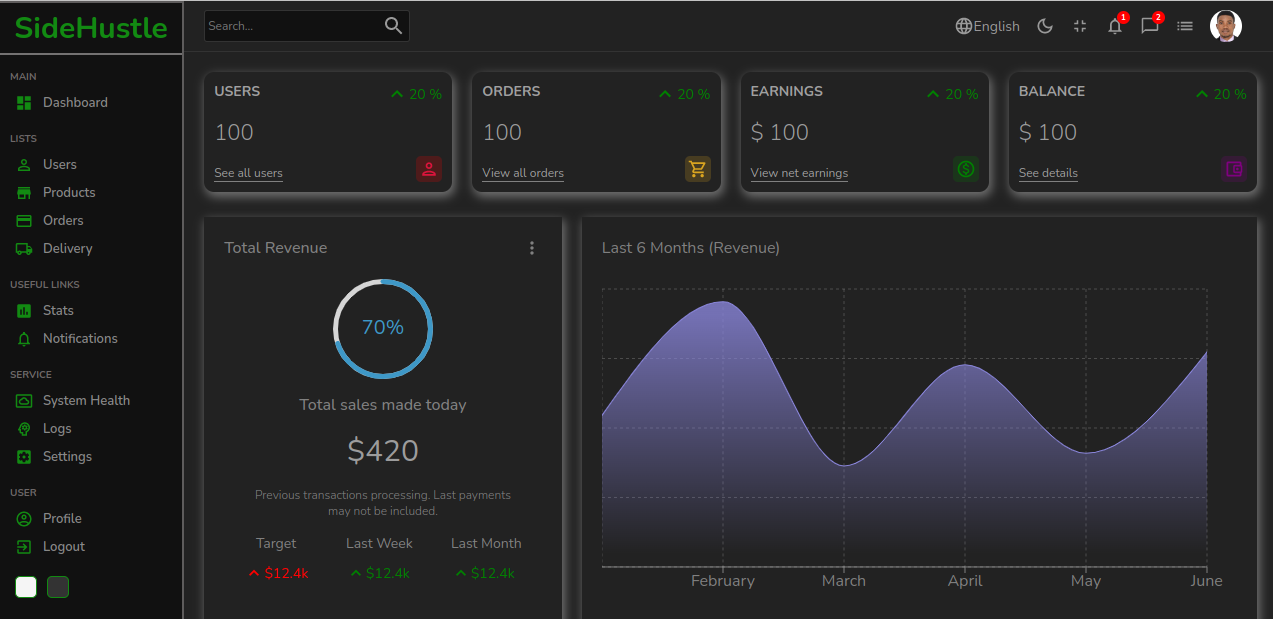 SideHustle
Search...
English
1
2
MAIN
Dashboard
LISTS
Users
Products
Orders
Delivery
USEFUL LINKS
Stats
Notifications
SERVICE
System Health
Logs
Settings
USER
Profile
Logout
USERS
20 %
100
See all users
ORDERS
20 %
100
View all orders
EARNINGS
20 %
$ 100
View net earnings
BALANCE
20 %
$ 100
See details
Total Revenue
70%
Total sales made today
$420
Previous transactions processing. Last payments
may not be included.
Target
Last Week
Last Month
$12.4k
$12.4k
$12.4k
Last 6 Months (Revenue)
February
March
April
May
June